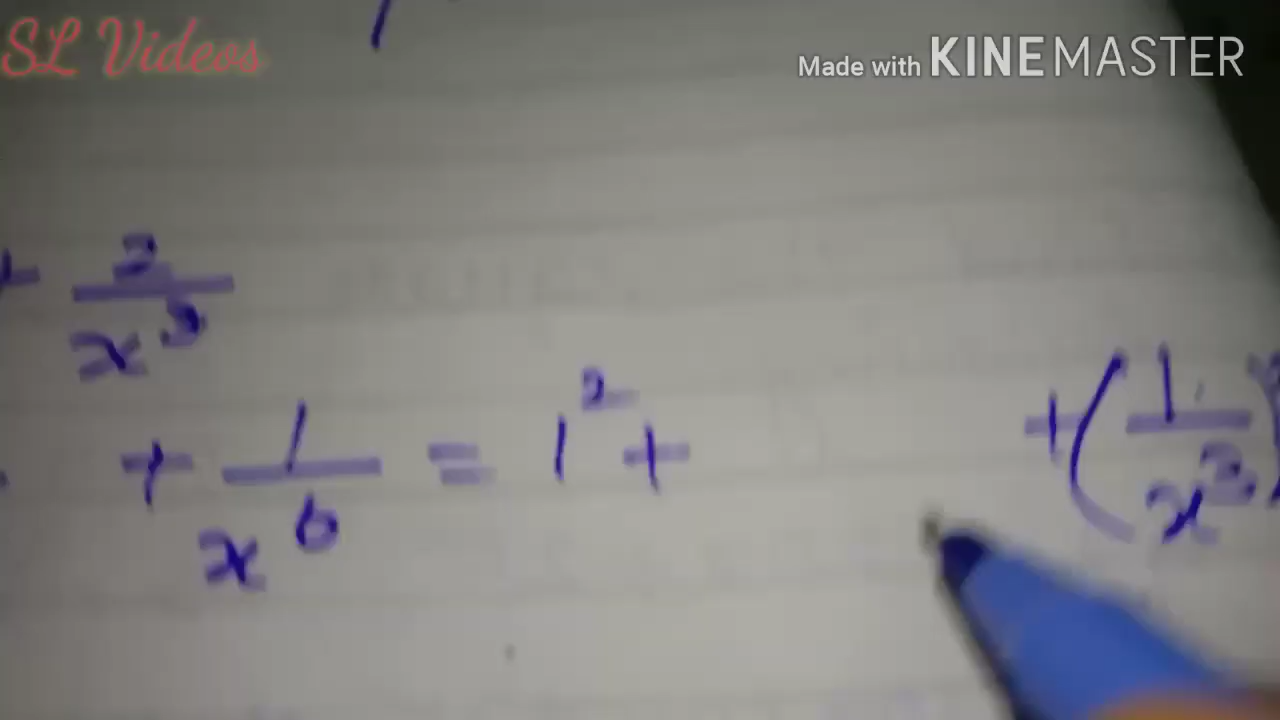 SL Videos
Made with KINEMASTER
+ 2/x³
+ 1/x⁶ = 1² + + (1/x³)